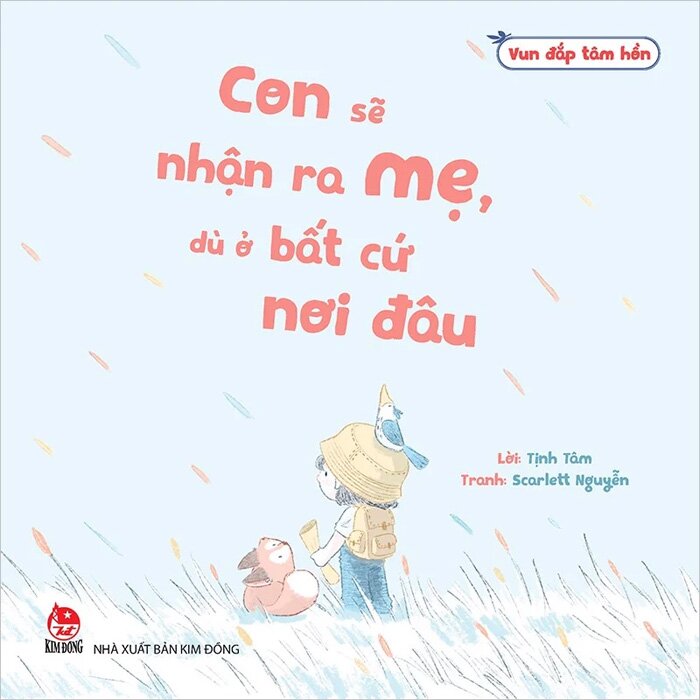 Vun đắp tâm hồn
Con sẽ
nhận ra mẹ,
dù ở bất cứ
nơi đâu
Lời: Tịnh Tâm
Tranh: Scarlett Nguyễn
KIM ĐỒNG
NHÀ XUẤT BẢN KIM ĐỒNG